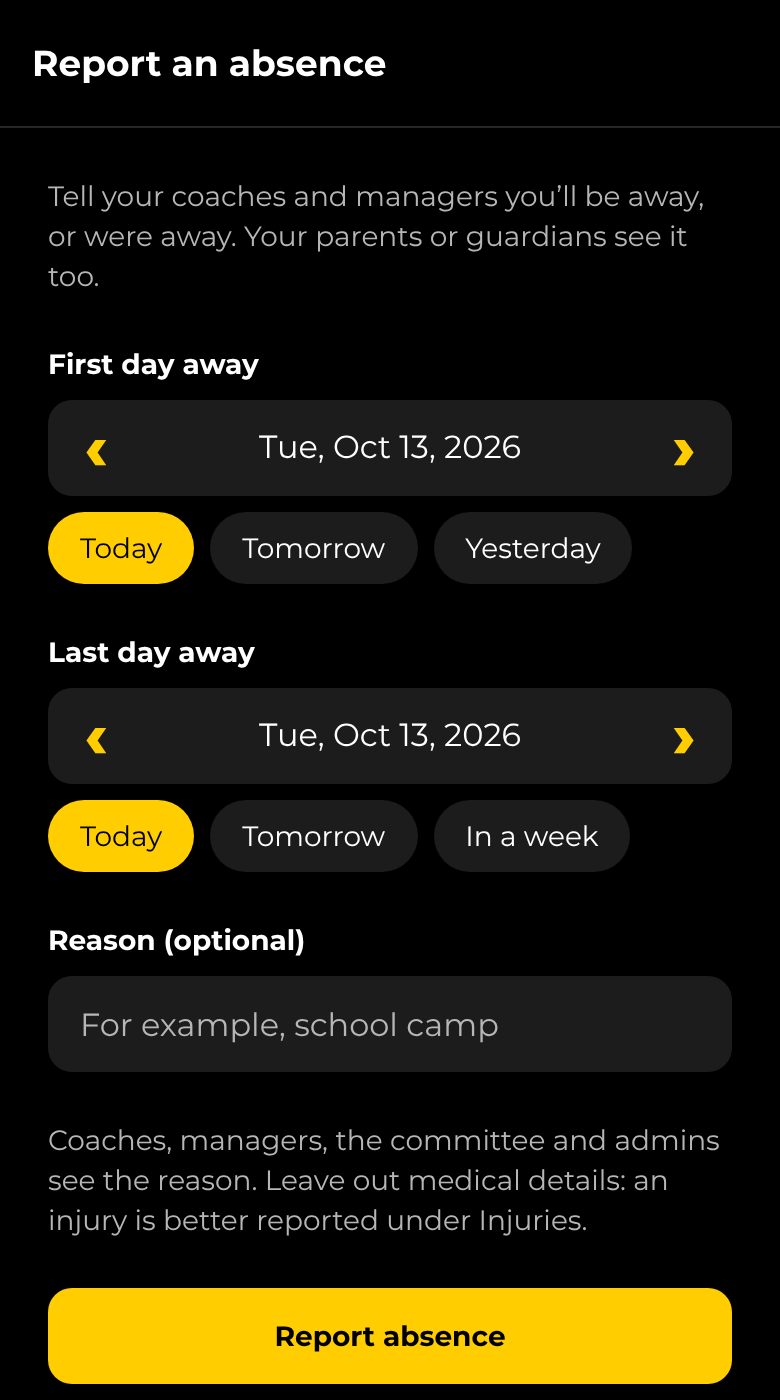 Report an absence
Tell your coaches and managers you’ll be away,
or were away. Your parents or guardians see it
too.
First day away
‹ Tue, Oct 13, 2026 ›
Today Tomorrow Yesterday
Last day away
‹ Tue, Oct 13, 2026 ›
Today Tomorrow In a week
Reason (optional)
For example, school camp
Coaches, managers, the committee and admins
see the reason. Leave out medical details: an
injury is better reported under Injuries.
Report absence